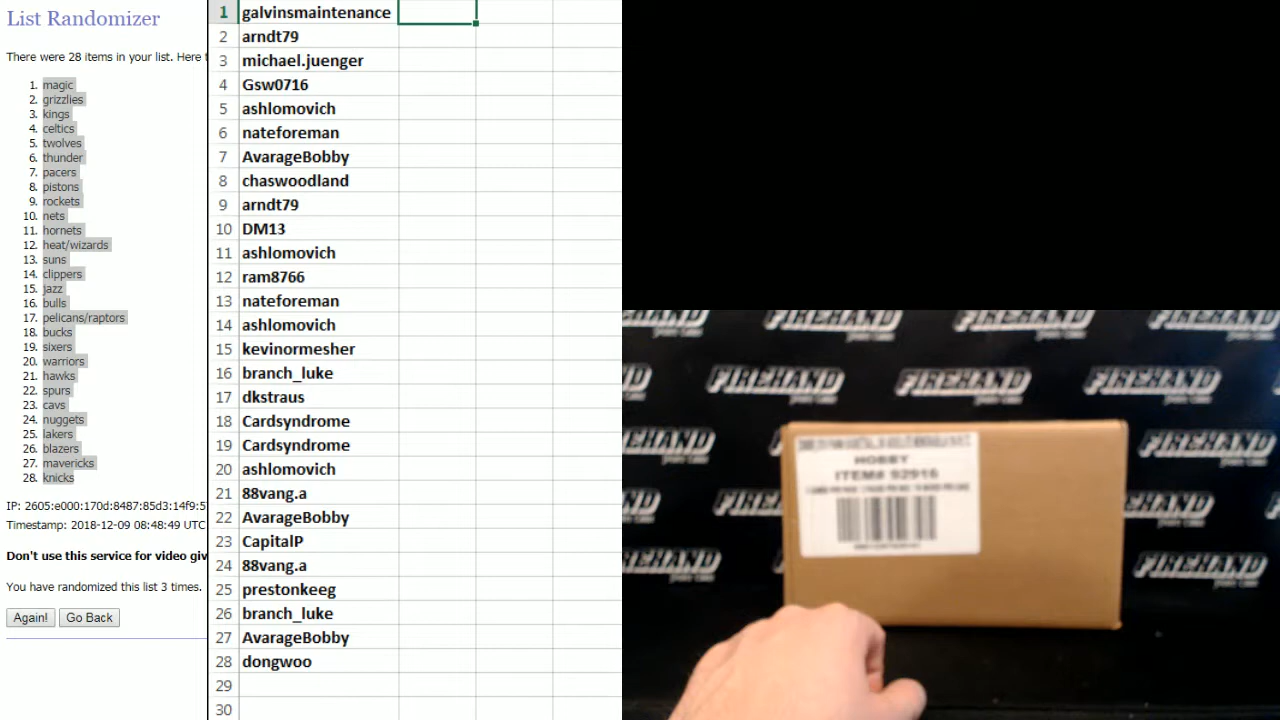 List Randomizer
There were 28 items in your list. Here
1. magic
2. grizzlies
3. kings
4. celtics
5. twolves
6. thunder
7. pacers
8. pistons
9. rockets
10. nets
11. hornets
12. heat/wizards
13. suns
14. clippers
15. jazz
16. bulls
17. pelicans/raptors
18. bucks
19. sixers
20. warriors
21. hawks
22. spurs
23. cavs
24. nuggets
25. lakers
26. blazers
27. mavericks
28. knicks
IP: 2605:e000:170d:8487:85d3:14f9:5
Timestamp: 2018-12-09 08:48:49 UTC
Don't use this service for video giv
You have randomized this list 3 times.
Again! Go Back
1 galvinsmaintenance
2 arndt79
3 michael.juenger
4 Gsw0716
5 ashlomovich
6 nateforeman
7 AvarageBobby
8 chaswoodland
9 arndt79
10 DM13
11 ashlomovich
12 ram8766
13 nateforeman
14 ashlomovich
15 kevinormesher
16 branch_luke
17 dkstraus
18 Cardsyndrome
19 Cardsyndrome
20 ashlomovich
21 88vang.a
22 AvarageBobby
23 CapitalP
24 88vang.a
25 prestonkeeg
26 branch_luke
27 AvarageBobby
28 dongwoo
29
30
FIREHAND FIREHAND FIREHAND
FIREHAND FIREHAND FIREHAND
HOBBY
ITEM# 92916
FIREHAND
FIREHAND